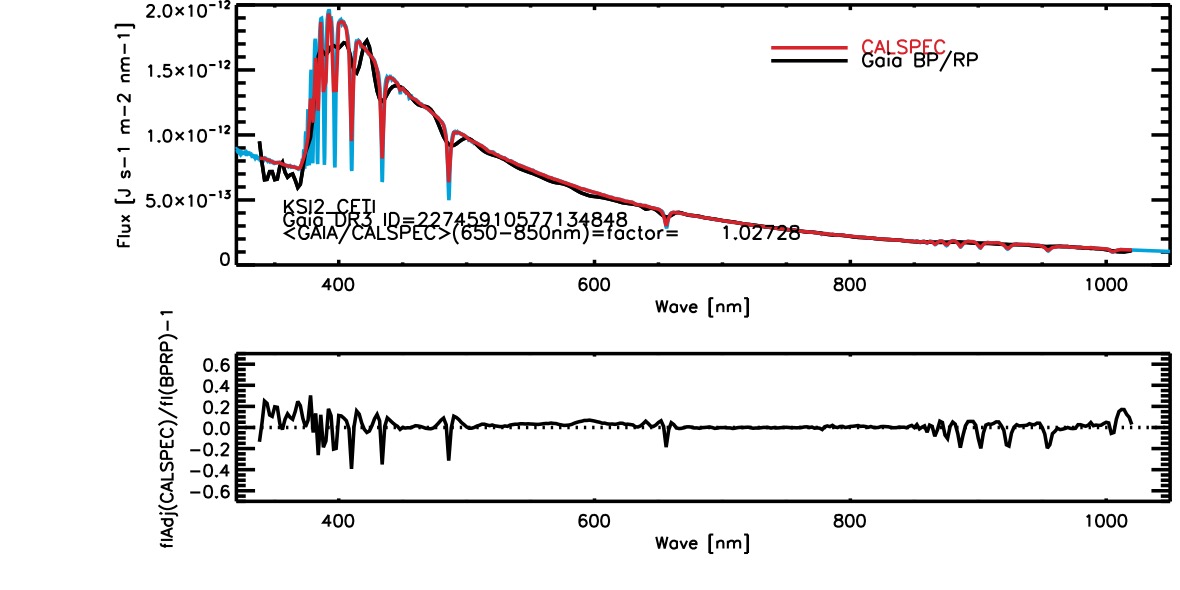 2.0×10−12
1.5×10−12
1.0×10−12
5.0×10−13
0
Flux [J s−1 m−2 nm−1]
CALSPEC
Gaia BP/RP
KSI2_CETI
Gaia DR3 ID=22745910577134848
<GAIA/CALSPEC>(650−850nm)=factor= 1.02728
400 600 800 1000
Wave [nm]
0.6
0.4
0.2
0.0
−0.2
−0.4
−0.6
flAdj(CALSPEC)/fl(BPRP)−1
400 600 800 1000
Wave [nm]